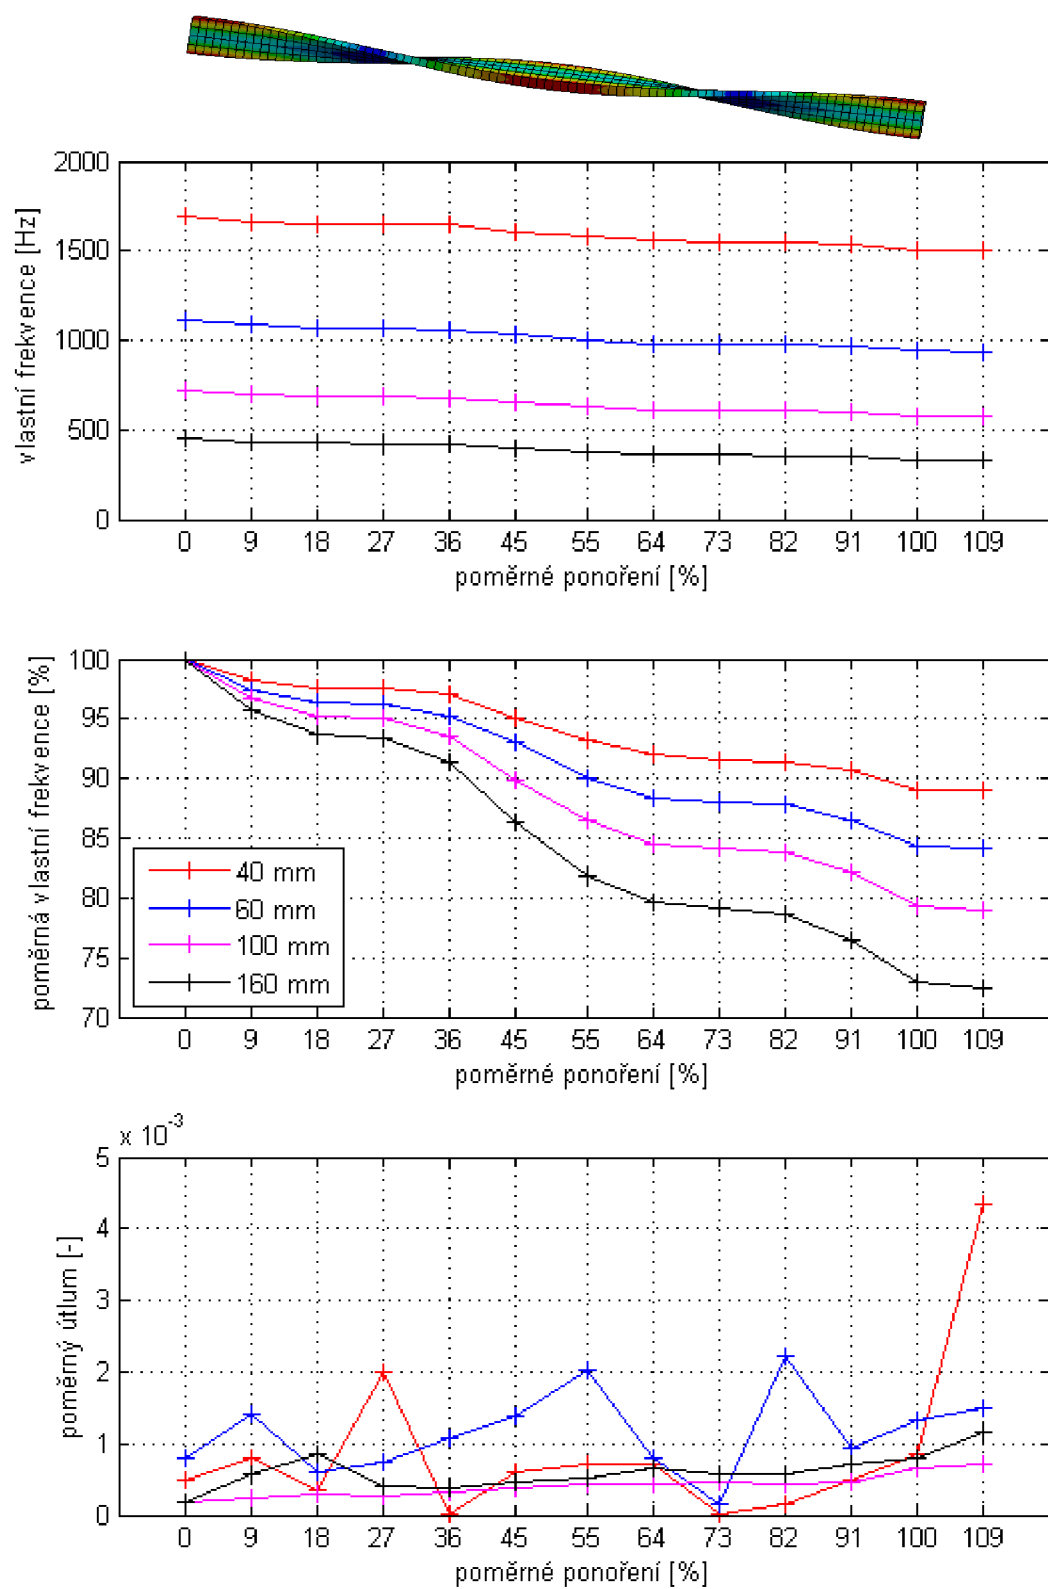 2000
1500
1000
500
0
vlastní frekvence [Hz]
0 9 18 27 36 45 55 64 73 82 91 100 109
poměrné ponoření [%]
100
95
90
85
80
75
70
poměrná vlastní frekvence [%]
40 mm
60 mm
100 mm
160 mm
0 9 18 27 36 45 55 64 73 82 91 100 109
poměrné ponoření [%]
x 10-3
5
4
3
2
1
0
poměrný útlum [-]
0 9 18 27 36 45 55 64 73 82 91 100 109
poměrné ponoření [%]